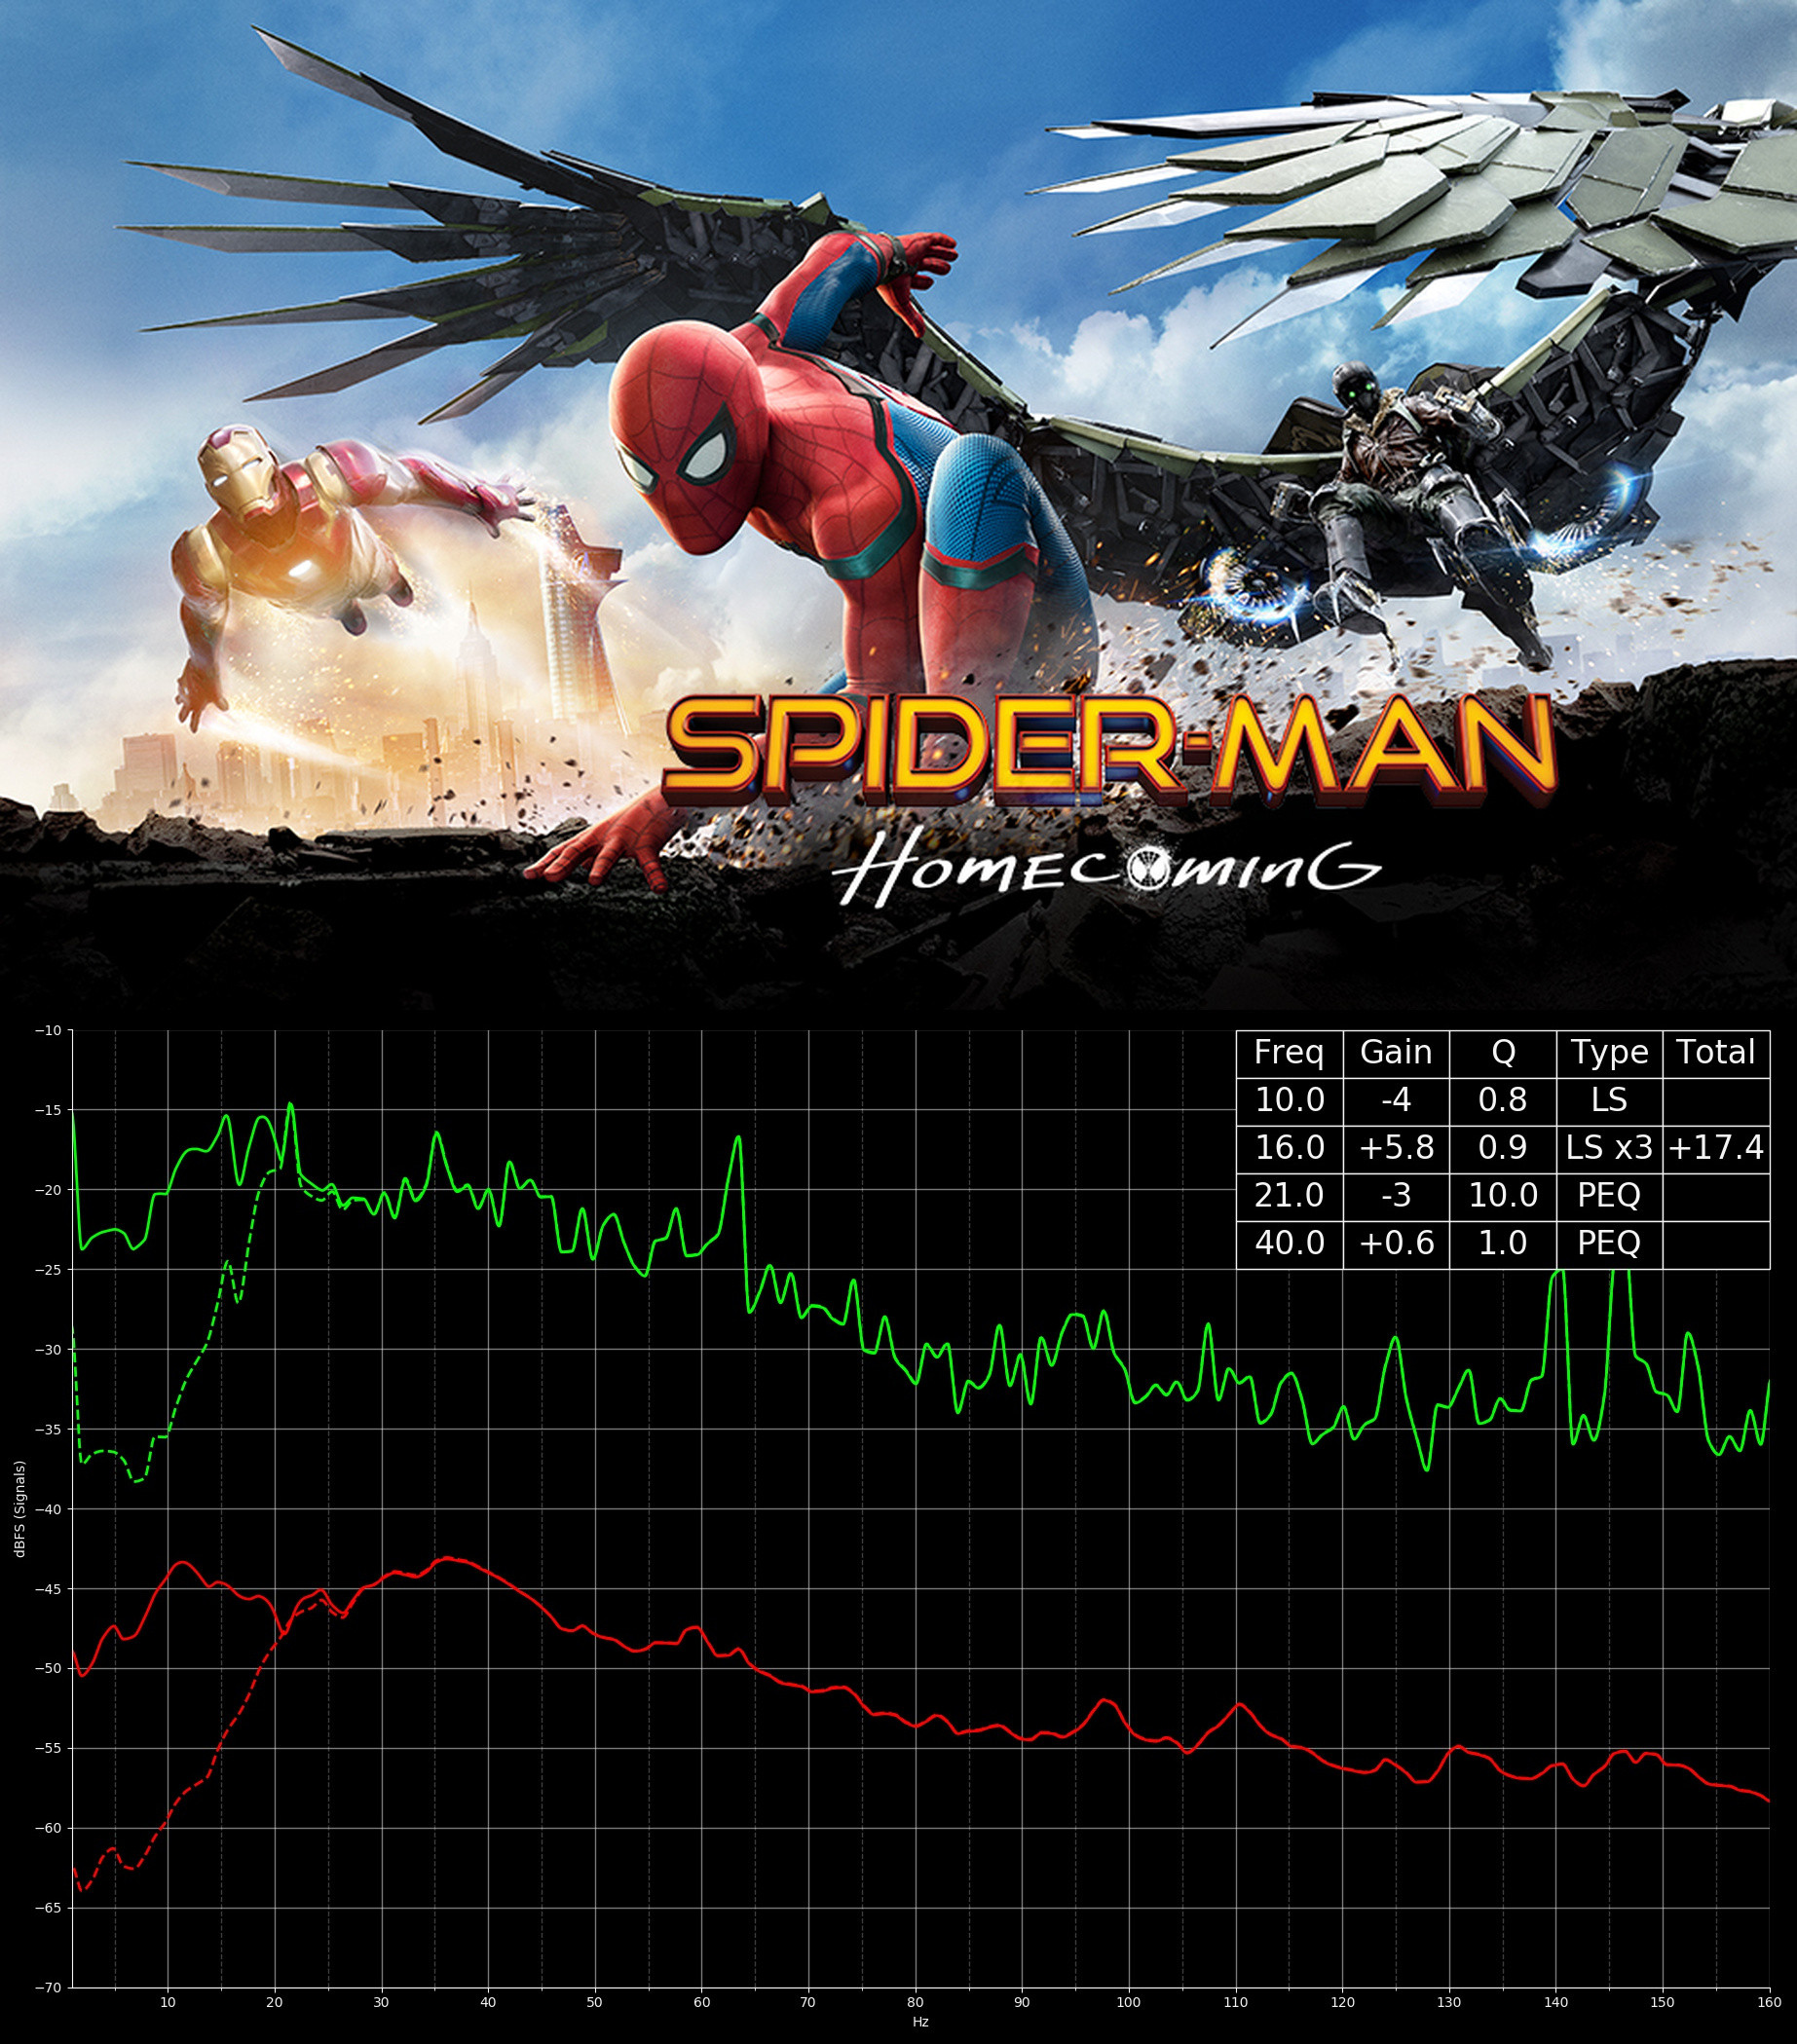 SPIDER-MAN
HOMECOMING
Freq Gain Q Type Total
10.0 -4 0.8 LS
16.0 +5.8 0.9 LS x3 +17.4
21.0 -3 10.0 PEQ
40.0 +0.6 1.0 PEQ
−10
−15
−20
−25
−30
−35
−40
−45
−50
−55
−60
−65
−70
dBFS (Signals)
10 20 30 40 50 60 70 80 90 100 110 120 130 140 150 160
Hz